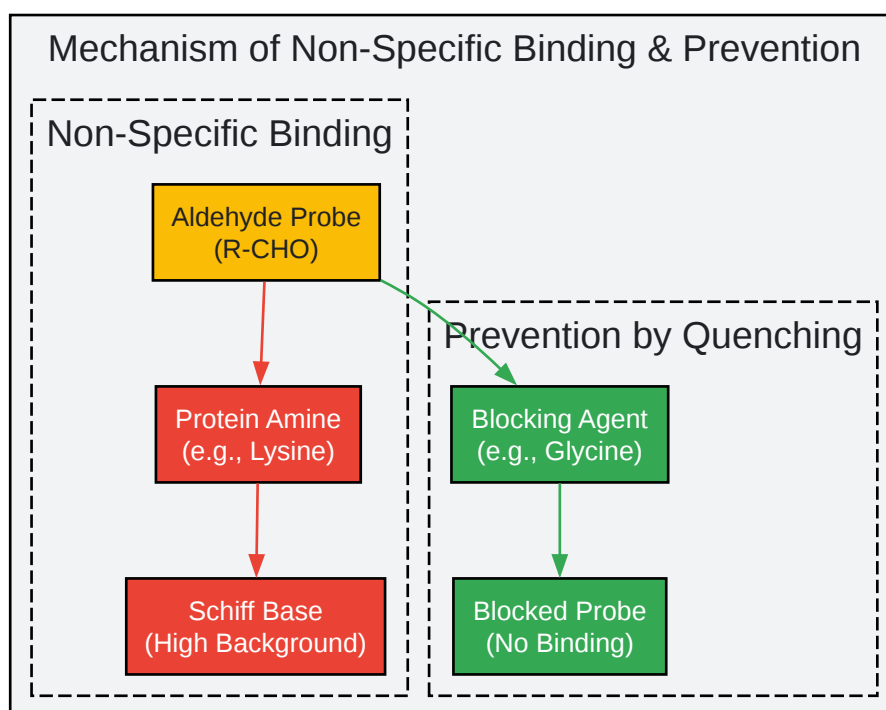 Mechanism of Non-Specific Binding & Prevention
Non-Specific Binding
Aldehyde Probe
(R-CHO)
Prevention by Quenching
Protein Amine
(e.g., Lysine)
Blocking Agent
(e.g., Glycine)
Schiff Base
(High Background)
Blocked Probe
(No Binding)